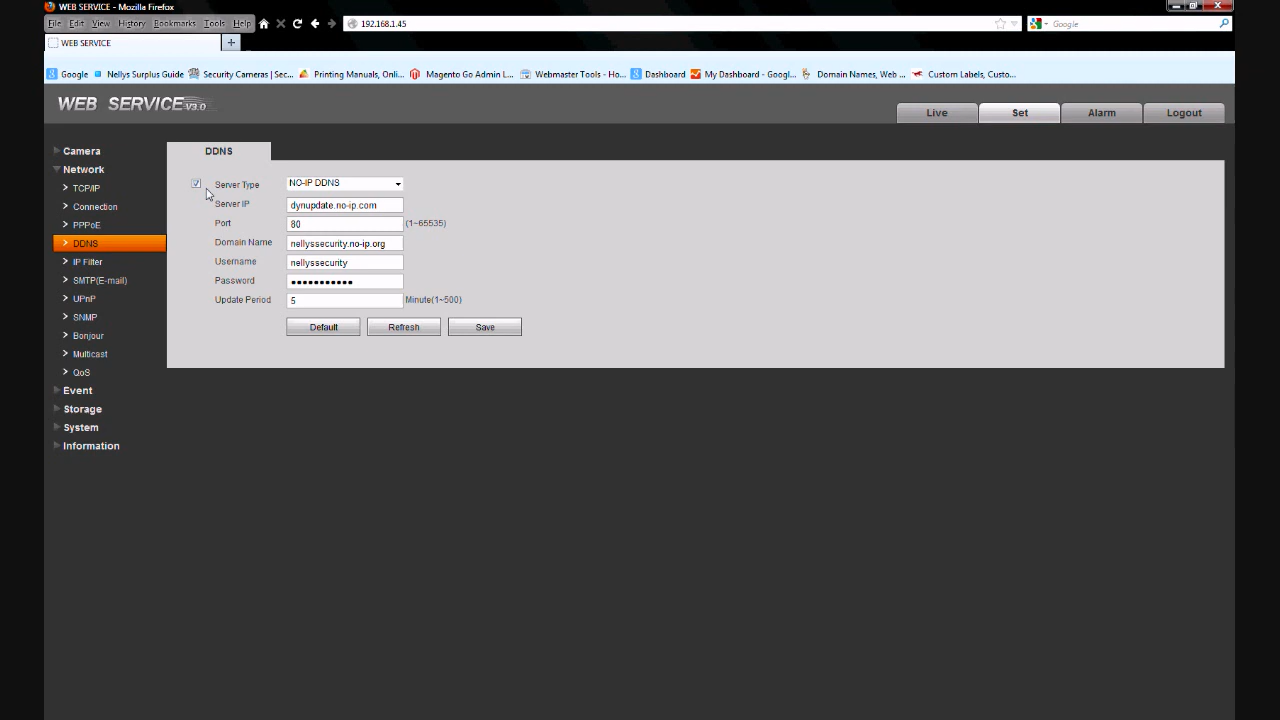 WEB SERVICE - Mozilla Firefox
File Edit View History Bookmarks Tools Help
192.168.1.45
Google
WEB SERVICE
Google Nellys Surplus Guide Security Cameras | Sec... Printing Manuals, Onli... Magento Go Admin L... Webmaster Tools - Ho... Dashboard My Dashboard - Googl... Domain Names, Web ... Custom Labels, Custo...
WEB SERVICE V3.0
Live Set Alarm Logout
Camera
Network
TCP/IP
Connection
PPPoE
DDNS
IP Filter
SMTP(E-mail)
UPnP
SNMP
Bonjour
Multicast
QoS
Event
Storage
System
Information
DDNS
Server Type NO-IP DDNS
Server IP dynupdate.no-ip.com
Port 80 (1~65535)
Domain Name nellyssecurity.no-ip.org
Username nellyssecurity
Password ●●●●●●●●●●●
Update Period 5 Minute(1~500)
Default Refresh Save